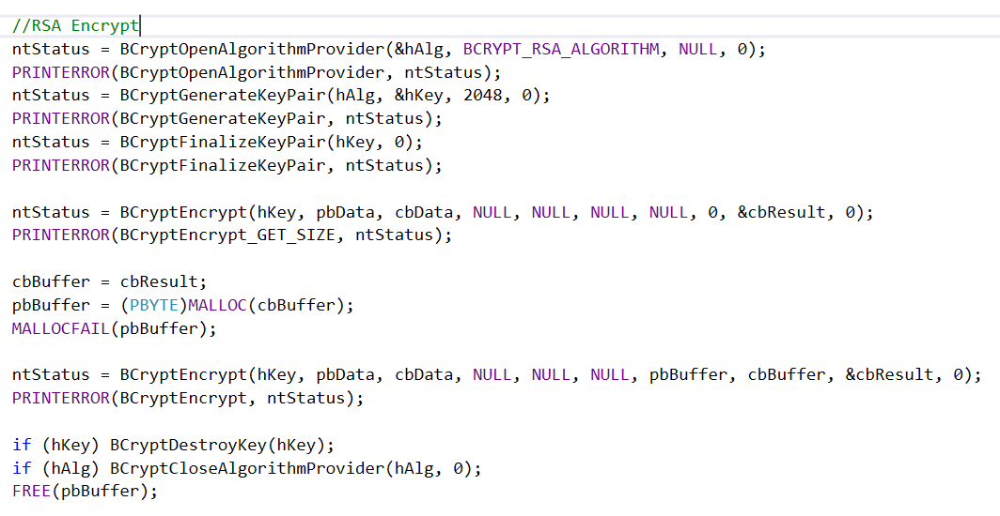 //RSA Encrypt
ntStatus = BCryptOpenAlgorithmProvider(&hAlg, BCRYPT_RSA_ALGORITHM, NULL, 0);
PRINTERROR(BCryptOpenAlgorithmProvider, ntStatus);
ntStatus = BCryptGenerateKeyPair(hAlg, &hKey, 2048, 0);
PRINTERROR(BCryptGenerateKeyPair, ntStatus);
ntStatus = BCryptFinalizeKeyPair(hKey, 0);
PRINTERROR(BCryptFinalizeKeyPair, ntStatus);

ntStatus = BCryptEncrypt(hKey, pbData, cbData, NULL, NULL, NULL, NULL, 0, &cbResult, 0);
PRINTERROR(BCryptEncrypt_GET_SIZE, ntStatus);

cbBuffer = cbResult;
pbBuffer = (PBYTE)MALLOC(cbBuffer);
MALLOCFAIL(pbBuffer);

ntStatus = BCryptEncrypt(hKey, pbData, cbData, NULL, NULL, NULL, pbBuffer, cbBuffer, &cbResult, 0);
PRINTERROR(BCryptEncrypt, ntStatus);

if (hKey) BCryptDestroyKey(hKey);
if (hAlg) BCryptCloseAlgorithmProvider(hAlg, 0);
FREE(pbBuffer);